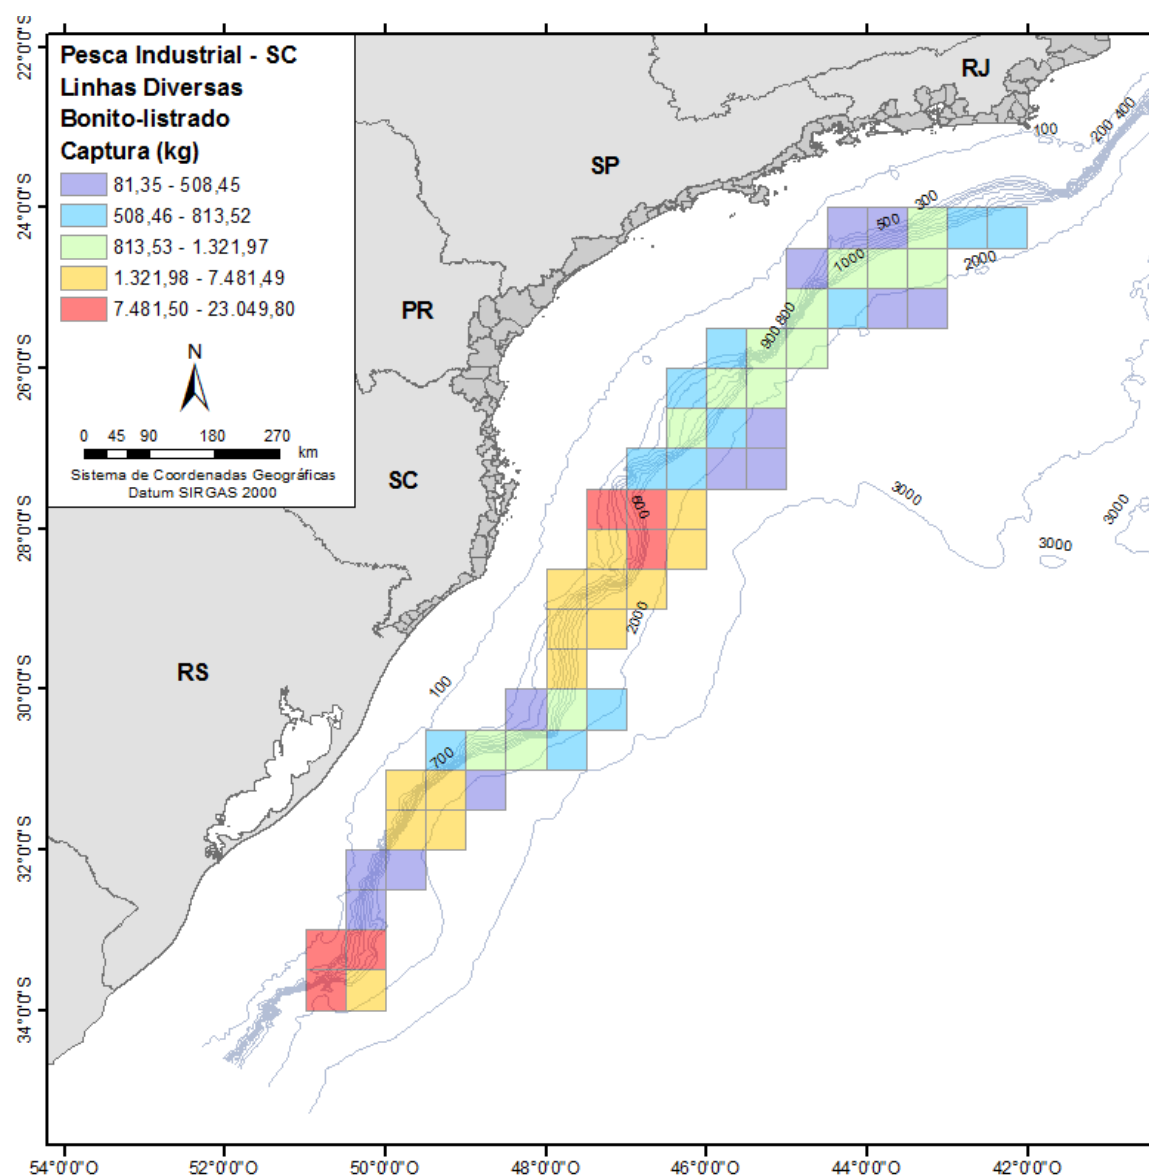 Pesca Industrial - SC
Linhas Diversas
Bonito-listrado
Captura (kg)
81,35 - 508,45
508,46 - 813,52
813,53 - 1.321,97
1.321,98 - 7.481,49
7.481,50 - 23.049,80
N
0 45 90 180 270
km
Sistema de Coordenadas Geográficas
Datum SIRGAS 2000
RJ
SP
PR
SC
RS
100
200
400
300
500
1000
2000
800
900
3000
3000
3000
600
2000
100
700
22°0'0"S
24°0'0"S
26°0'0"S
28°0'0"S
30°0'0"S
32°0'0"S
34°0'0"S
54°0'0"O 52°0'0"O 50°0'0"O 48°0'0"O 46°0'0"O 44°0'0"O 42°0'0"O